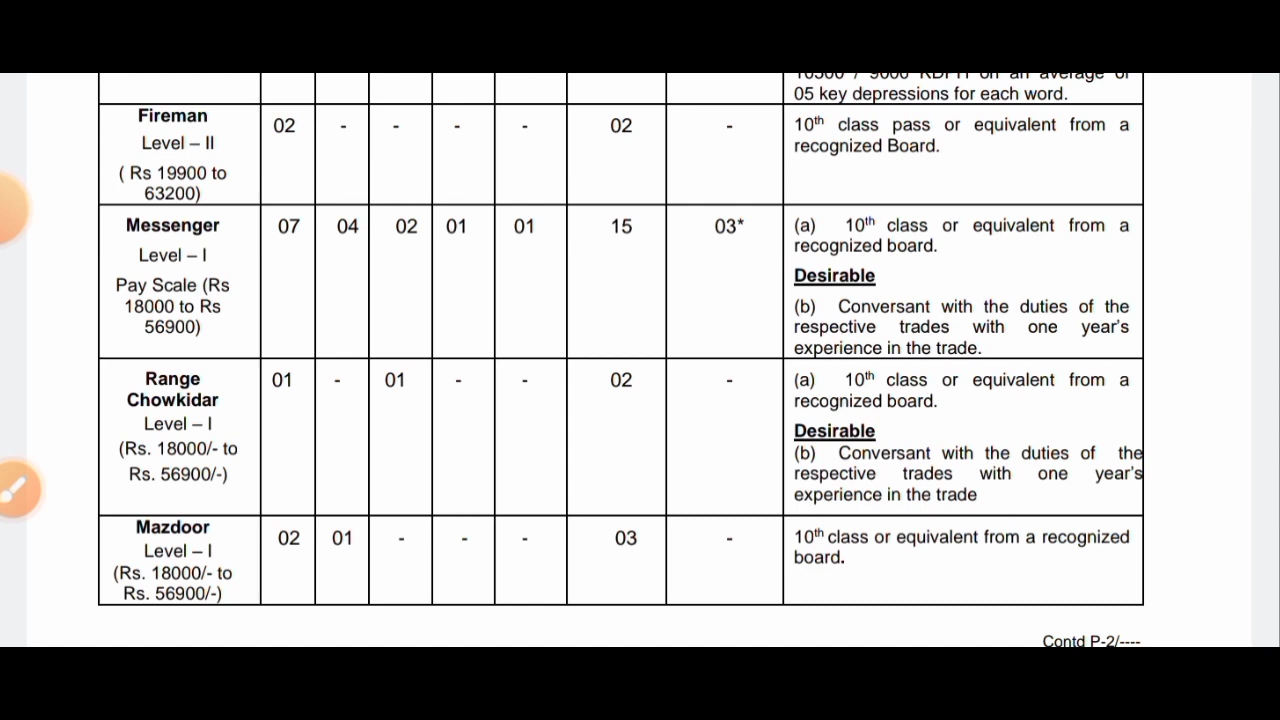 05 key depressions for each word.
Fireman
Level – II
( Rs 19900 to
63200)
02 - - - - 02 -
10th class pass or equivalent from a
recognized Board.
Messenger
Level – I
Pay Scale (Rs
18000 to Rs
56900)
07 04 02 01 01 15 03*
(a) 10th class or equivalent from a
recognized board.
Desirable
(b) Conversant with the duties of the
respective trades with one year's
experience in the trade.
Range
Chowkidar
Level – I
(Rs. 18000/- to
Rs. 56900/-)
01 - 01 - - 02 -
(a) 10th class or equivalent from a
recognized board.
Desirable
(b) Conversant with the duties of the
respective trades with one year's
experience in the trade
Mazdoor
Level – I
(Rs. 18000/- to
Rs. 56900/-)
02 01 - - - 03 -
10th class or equivalent from a recognized
board.
Contd P-2/----